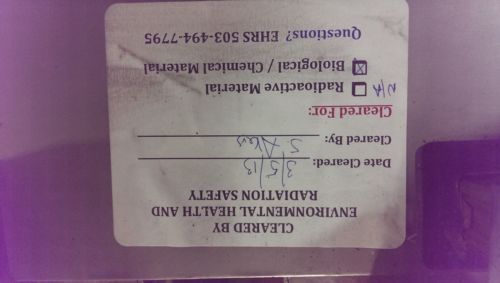 CLEARED BY
ENVIRONMENTAL HEALTH AND
RADIATION SAFETY
Date Cleared: 3/5/13
Cleared By:
Cleared For:
N/A Radioactive Material
Biological / Chemical Material
Questions? EHRS 503-494-7795